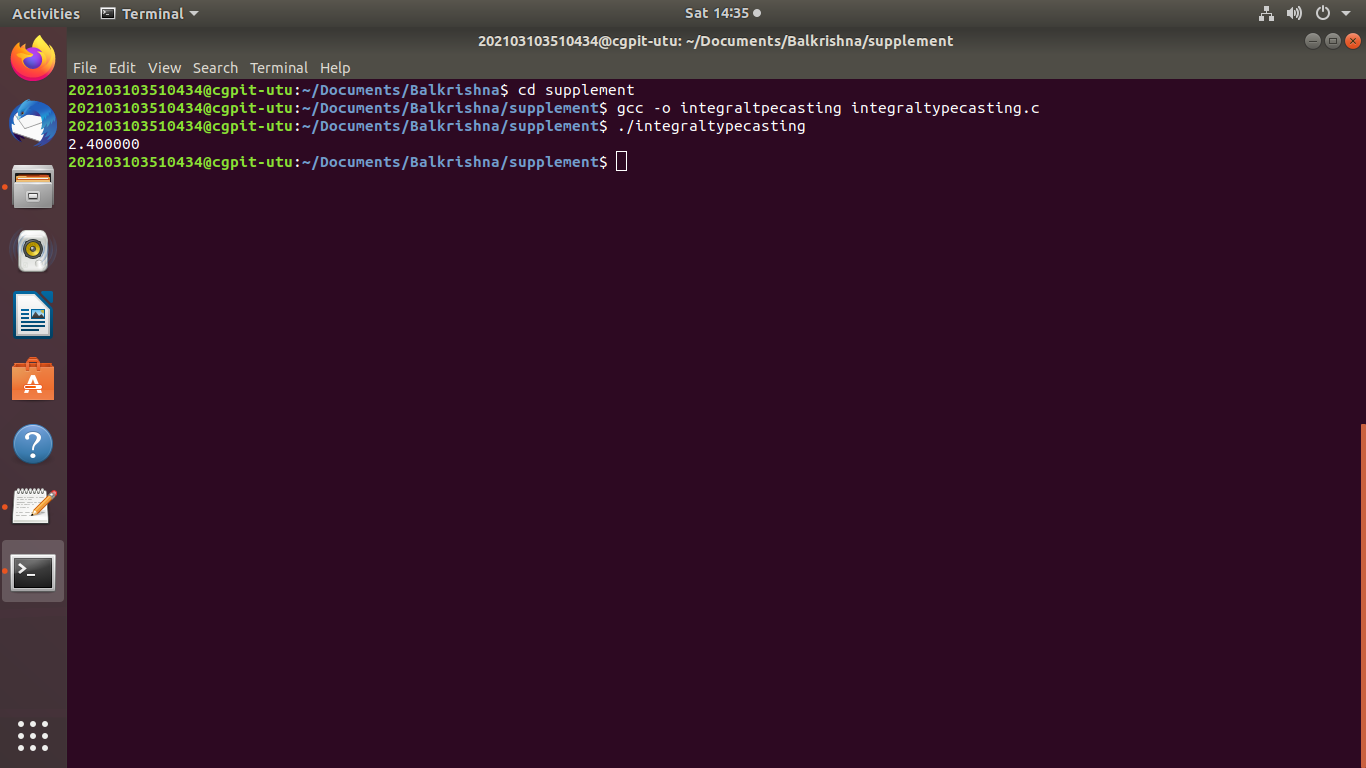 Activities Terminal Sat 14:35
202103103510434@cgpit-utu: ~/Documents/Balkrishna/supplement
File Edit View Search Terminal Help
202103103510434@cgpit-utu:~/Documents/Balkrishna$ cd supplement
202103103510434@cgpit-utu:~/Documents/Balkrishna/supplement$ gcc -o integraltpecasting integraltypecasting.c
202103103510434@cgpit-utu:~/Documents/Balkrishna/supplement$ ./integraltypecasting
2.400000
202103103510434@cgpit-utu:~/Documents/Balkrishna/supplement$